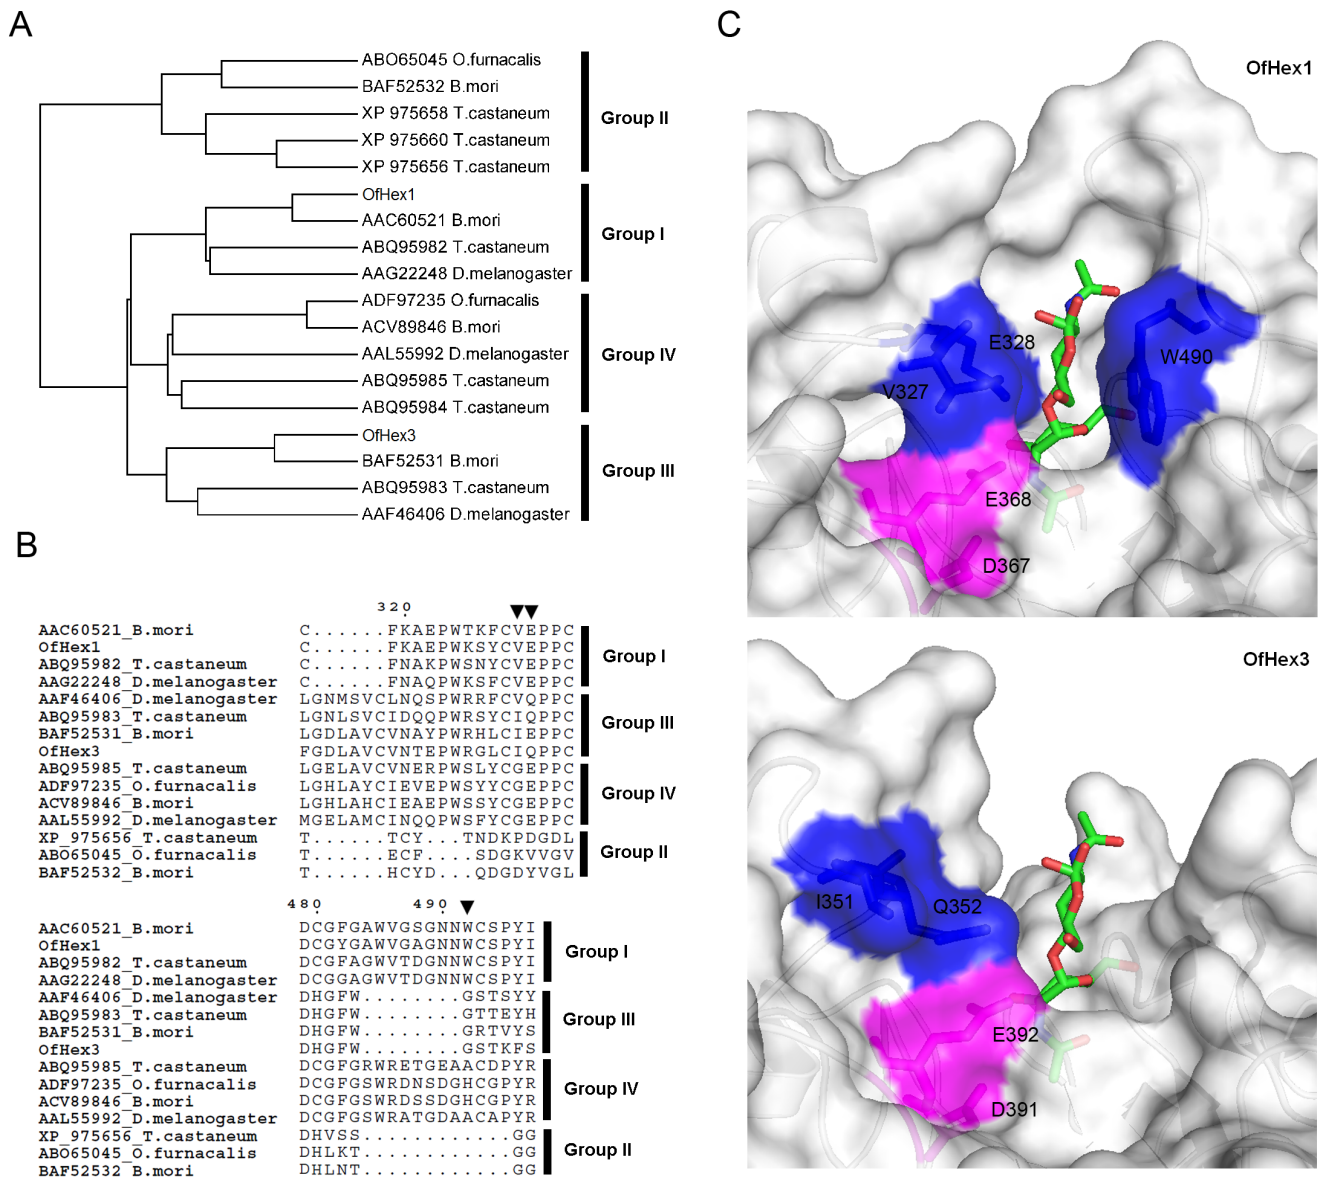 A
ABO65045 O.furnacalis
BAF52532 B.mori
XP 975658 T.castaneum
XP 975660 T.castaneum
XP 975656 T.castaneum
Group II
OfHex1
AAC60521 B.mori
ABQ95982 T.castaneum
AAG22248 D.melanogaster
Group I
ADF97235 O.furnacalis
ACV89846 B.mori
AAL55992 D.melanogaster
ABQ95985 T.castaneum
ABQ95984 T.castaneum
Group IV
OfHex3
BAF52531 B.mori
ABQ95983 T.castaneum
AAF46406 D.melanogaster
Group III
B
320
AAC60521_B.mori C......FKAEPWTKFCVEPPC
OfHex1 C......FKAEPWKSYCVEPPC
ABQ95982_T.castaneum C......FNAKPWSNYCVEPPC
AAG22248_D.melanogaster C......FNAQPWKSFCVEPPC
Group I
AAF46406_D.melanogaster LGNMSVCLNQSPWRRFCVQPPC
ABQ95983_T.castaneum LGNLSVCIDQQPWRSYCIQPPC
BAF52531_B.mori LGDLAVCVNAYPWRHLCIEPPC
OfHex3 FGDLAVCVNTEPWRGLCIQPPC
Group III
ABQ95985_T.castaneum LGELAVCVNERPWSLYCGEPPC
ADF97235_O.furnacalis LGHLAYCIEVEPWSYYCGEPPC
ACV89846_B.mori LGHLAHCIEAEPWSSYCGEPPC
AAL55992_D.melanogaster MGELAMCINQQPWSFYCGEPPC
Group IV
XP_975656_T.castaneum T......TCY...TNDKPDGDL
ABO65045_O.furnacalis T......ECF....SDGKVVGV
BAF52532_B.mori T......HCYD...QDGDYVGL
Group II
480 490
AAC60521_B.mori DCGFGAWVGSGNNWCSPYI
OfHex1 DCGYGAWVGAGNNWCSPYI
ABQ95982_T.castaneum DCGFAGWVTDGNNWCSPYI
AAG22248_D.melanogaster DCGGAGWVTDGNNWCSPYI
Group I
AAF46406_D.melanogaster DHGFW........GSTSYY
ABQ95983_T.castaneum DHGFW........GTTEYH
BAF52531_B.mori DHGFW........GRTVYS
OfHex3 DHGFW........GSTKFS
Group III
ABQ95985_T.castaneum DCGFGRWRETGEAACDPYR
ADF97235_O.furnacalis DCGFGSWRDNSDGHCGPYR
ACV89846_B.mori DCGFGSWRDSSDGHCGPYR
AAL55992_D.melanogaster DCGFGSWRATGDAACAPYR
Group IV
XP_975656_T.castaneum DHVSS............GG
ABO65045_O.furnacalis DHLKT............GG
BAF52532_B.mori DHLNT............GG
Group II
C
OfHex1
E328
W490
V327
E368
D367
OfHex3
I351
Q352
E392
D391